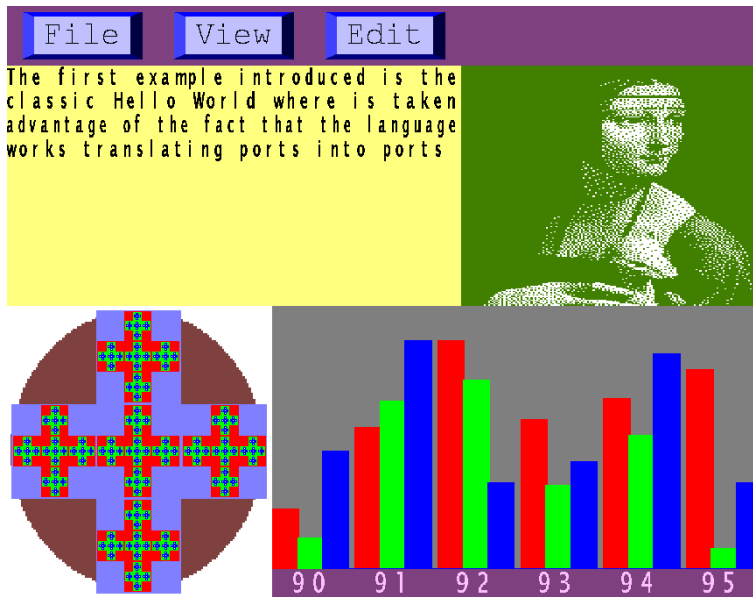 File View Edit
The first example introduced is the
classic Hello World where is taken
advantage of the fact that the language
works translating ports into ports
90 91 92 93 94 95